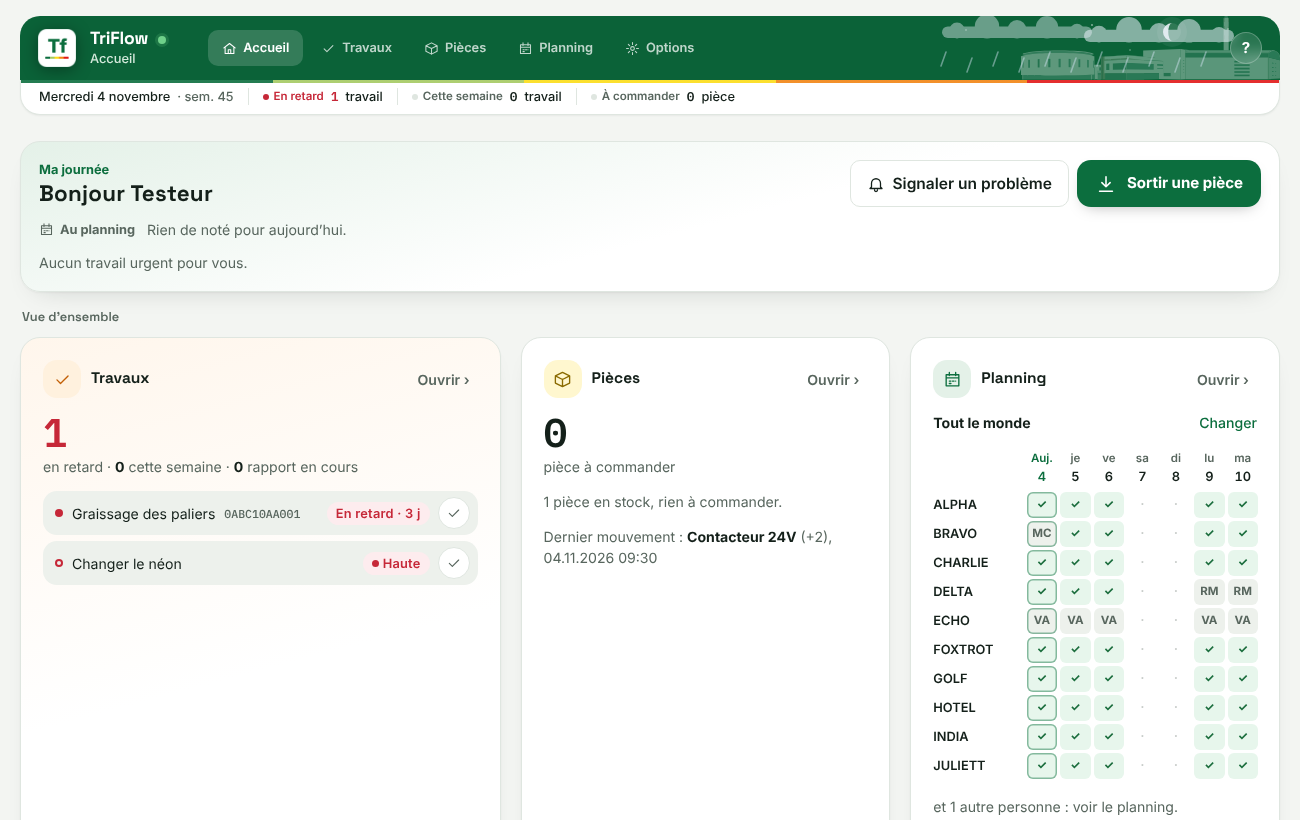 Tf TriFlow
Accueil
Accueil Travaux Pièces Planning Options ?
Mercredi 4 novembre · sem. 45 En retard 1 travail Cette semaine 0 travail À commander 0 pièce
Ma journée
Bonjour Testeur
Signaler un problème Sortir une pièce
Au planning Rien de noté pour aujourd’hui.
Aucun travail urgent pour vous.
Vue d’ensemble
Travaux Ouvrir ›
1
en retard · 0 cette semaine · 0 rapport en cours
Graissage des paliers 0ABC10AA001 En retard · 3 j
Changer le néon Haute
Pièces Ouvrir ›
0
pièce à commander
1 pièce en stock, rien à commander.
Dernier mouvement : Contacteur 24V (+2),
04.11.2026 09:30
Planning Ouvrir ›
Tout le monde Changer
Auj. je ve sa di lu ma
4 5 6 7 8 9 10
ALPHA ✓ ✓ ✓ · · ✓ ✓
BRAVO MC ✓ ✓ · · ✓ ✓
CHARLIE ✓ ✓ ✓ · · ✓ ✓
DELTA ✓ ✓ ✓ · · RM RM
ECHO VA VA VA · · VA VA
FOXTROT ✓ ✓ ✓ · · ✓ ✓
GOLF ✓ ✓ ✓ · · ✓ ✓
HOTEL ✓ ✓ ✓ · · ✓ ✓
INDIA ✓ ✓ ✓ · · ✓ ✓
JULIETT ✓ ✓ ✓ · · ✓ ✓
et 1 autre personne : voir le planning.